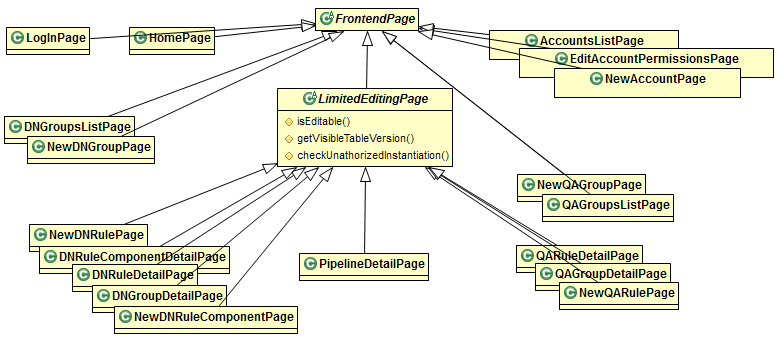 FrontendPage
LogInPage
HomePage
AccountsListPage
EditAccountPermissionsPage
NewAccountPage
LimitedEditingPage
isEditable()
getVisibleTableVersion()
checkUnathorizedInstantiation()
DNGroupsListPage
NewDNGroupPage
NewQAGroupPage
QAGroupsListPage
NewDNRulePage
DNRuleComponentDetailPage
DNRuleDetailPage
DNGroupDetailPage
NewDNRuleComponentPage
PipelineDetailPage
QARuleDetailPage
QAGroupDetailPage
NewQARulePage